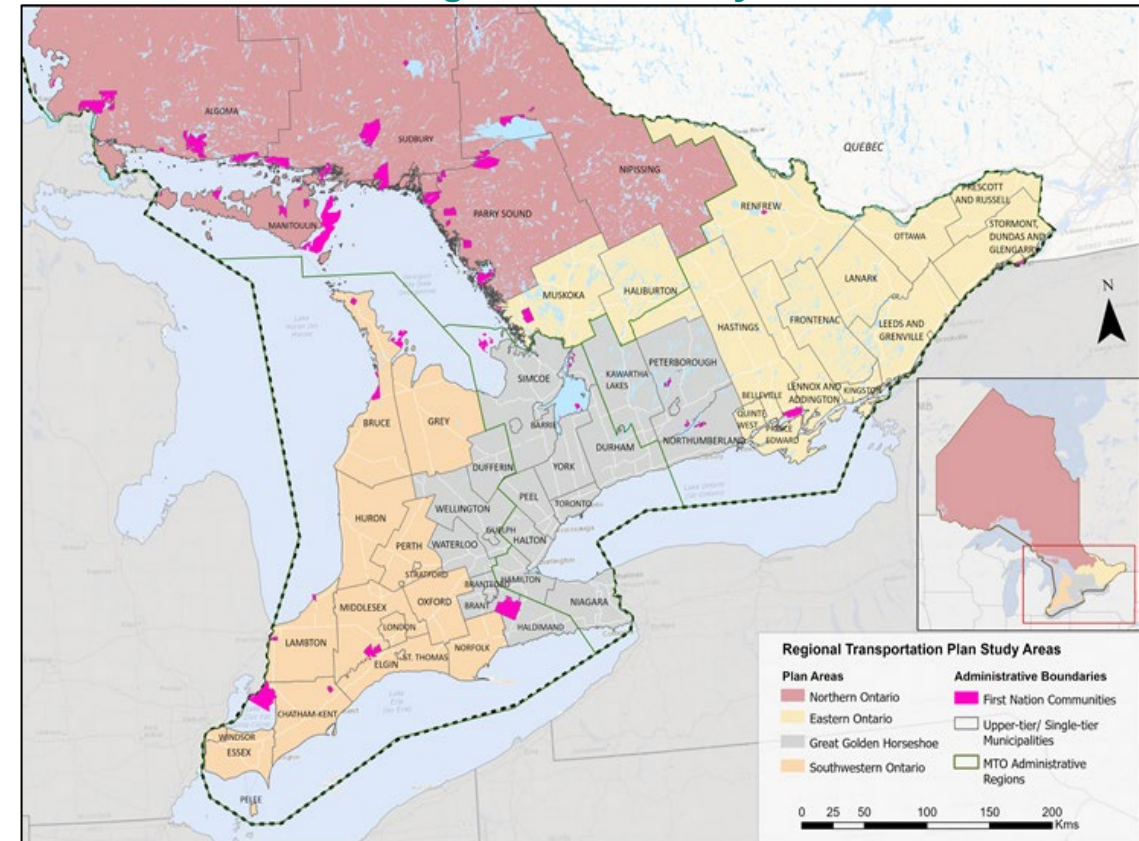 QUEBEC
ALGOMA
SUDBURY
NIPISSING
PARRY SOUND
MANITOULIN
RENFREW
PRESCOTT
AND RUSSELL
OTTAWA
STORMONT,
DUNDAS AND
GLENGARRY
LANARK
MUSKOKA
HALIBURTON
HASTINGS
FRONTENAC
LEEDS AND
GRENVILLE
LENNOX AND
ADDINGTON
KINGSTON
BELLEVILLE
QUINTE
WEST
PRINCE
EDWARD
SIMCOE
KAWARTHA
LAKES
PETERBOROUGH
BARRIE
NORTHUMBERLAND
DURHAM
BRUCE
GREY
DUFFERIN
YORK
PEEL
TORONTO
WELLINGTON
GUELPH
HALTON
WATERLOO
HURON
PERTH
STRATFORD
HAMILTON
BRANTFORD
BRANT
NIAGARA
HALDIMAND
OXFORD
MIDDLESEX
LONDON
NORFOLK
LAMBTON
ELGIN
ST. THOMAS
CHATHAM-KENT
WINDSOR
ESSEX
PELEE
N
Regional Transportation Plan Study Areas
Plan Areas
Northern Ontario
Eastern Ontario
Great Golden Horseshoe
Southwestern Ontario
Administrative Boundaries
First Nation Communities
Upper-tier/ Single-tier
Municipalities
MTO Administrative
Regions
0 25 50 100 150 200
Kms